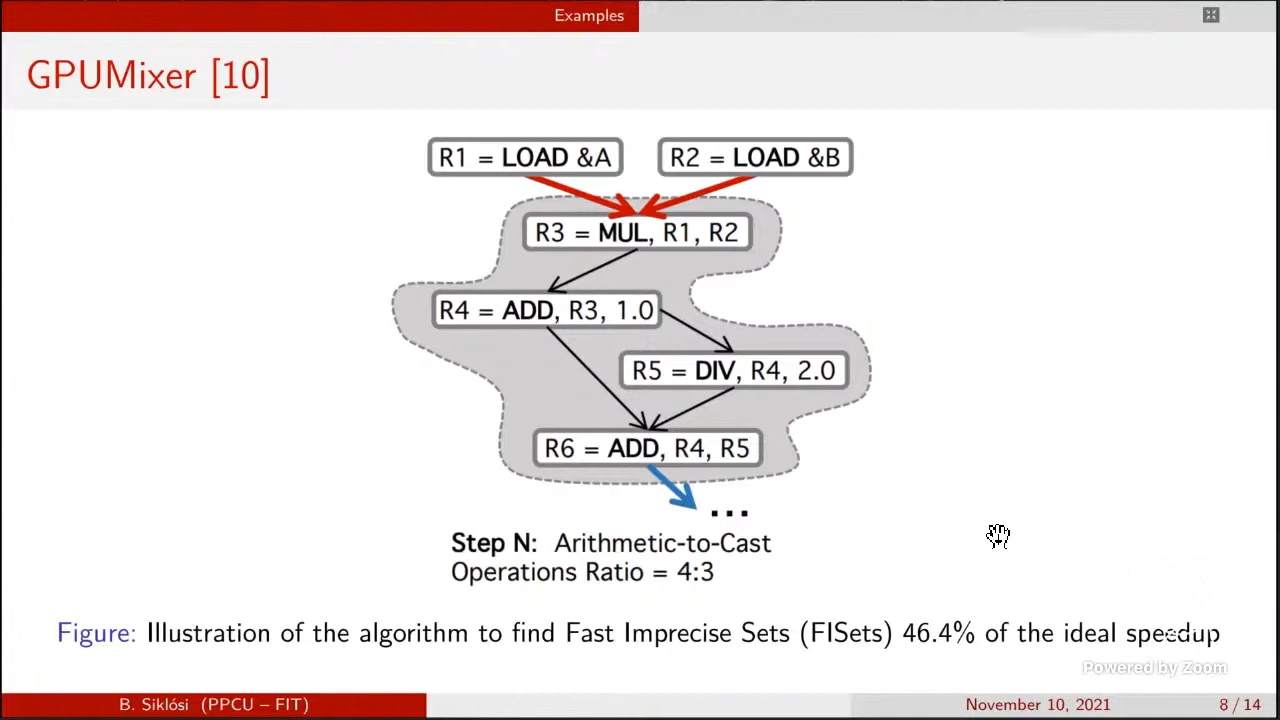 Examples
GPUMixer [10]
R1 = LOAD &A
R2 = LOAD &B
R3 = MUL, R1, R2
R4 = ADD, R3, 1.0
R5 = DIV, R4, 2.0
R6 = ADD, R4, R5
...
Step N: Arithmetic-to-Cast
Operations Ratio = 4:3
Figure: Illustration of the algorithm to find Fast Imprecise Sets (FISets) 46.4% of the ideal speedup
Powered by Zoom
B. Siklósi (PPCU – FIT)
November 10, 2021
8 / 14